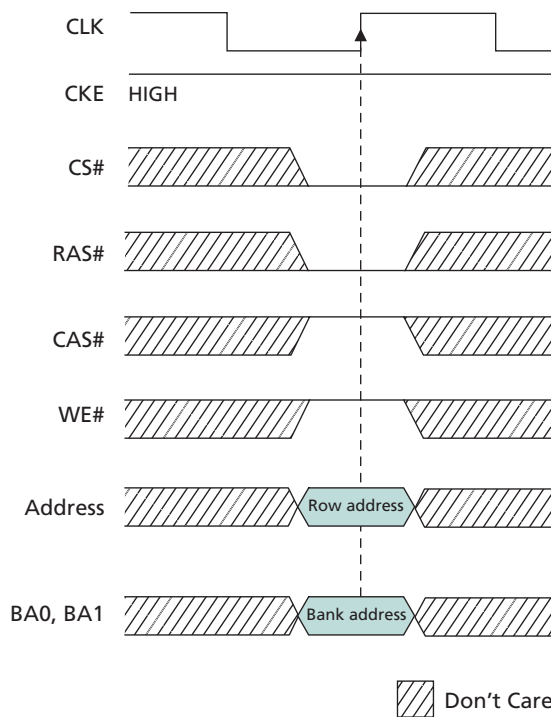 CLK
CKE HIGH
CS#
RAS#
CAS#
WE#
Address Row address
BA0, BA1 Bank address
Don't Care